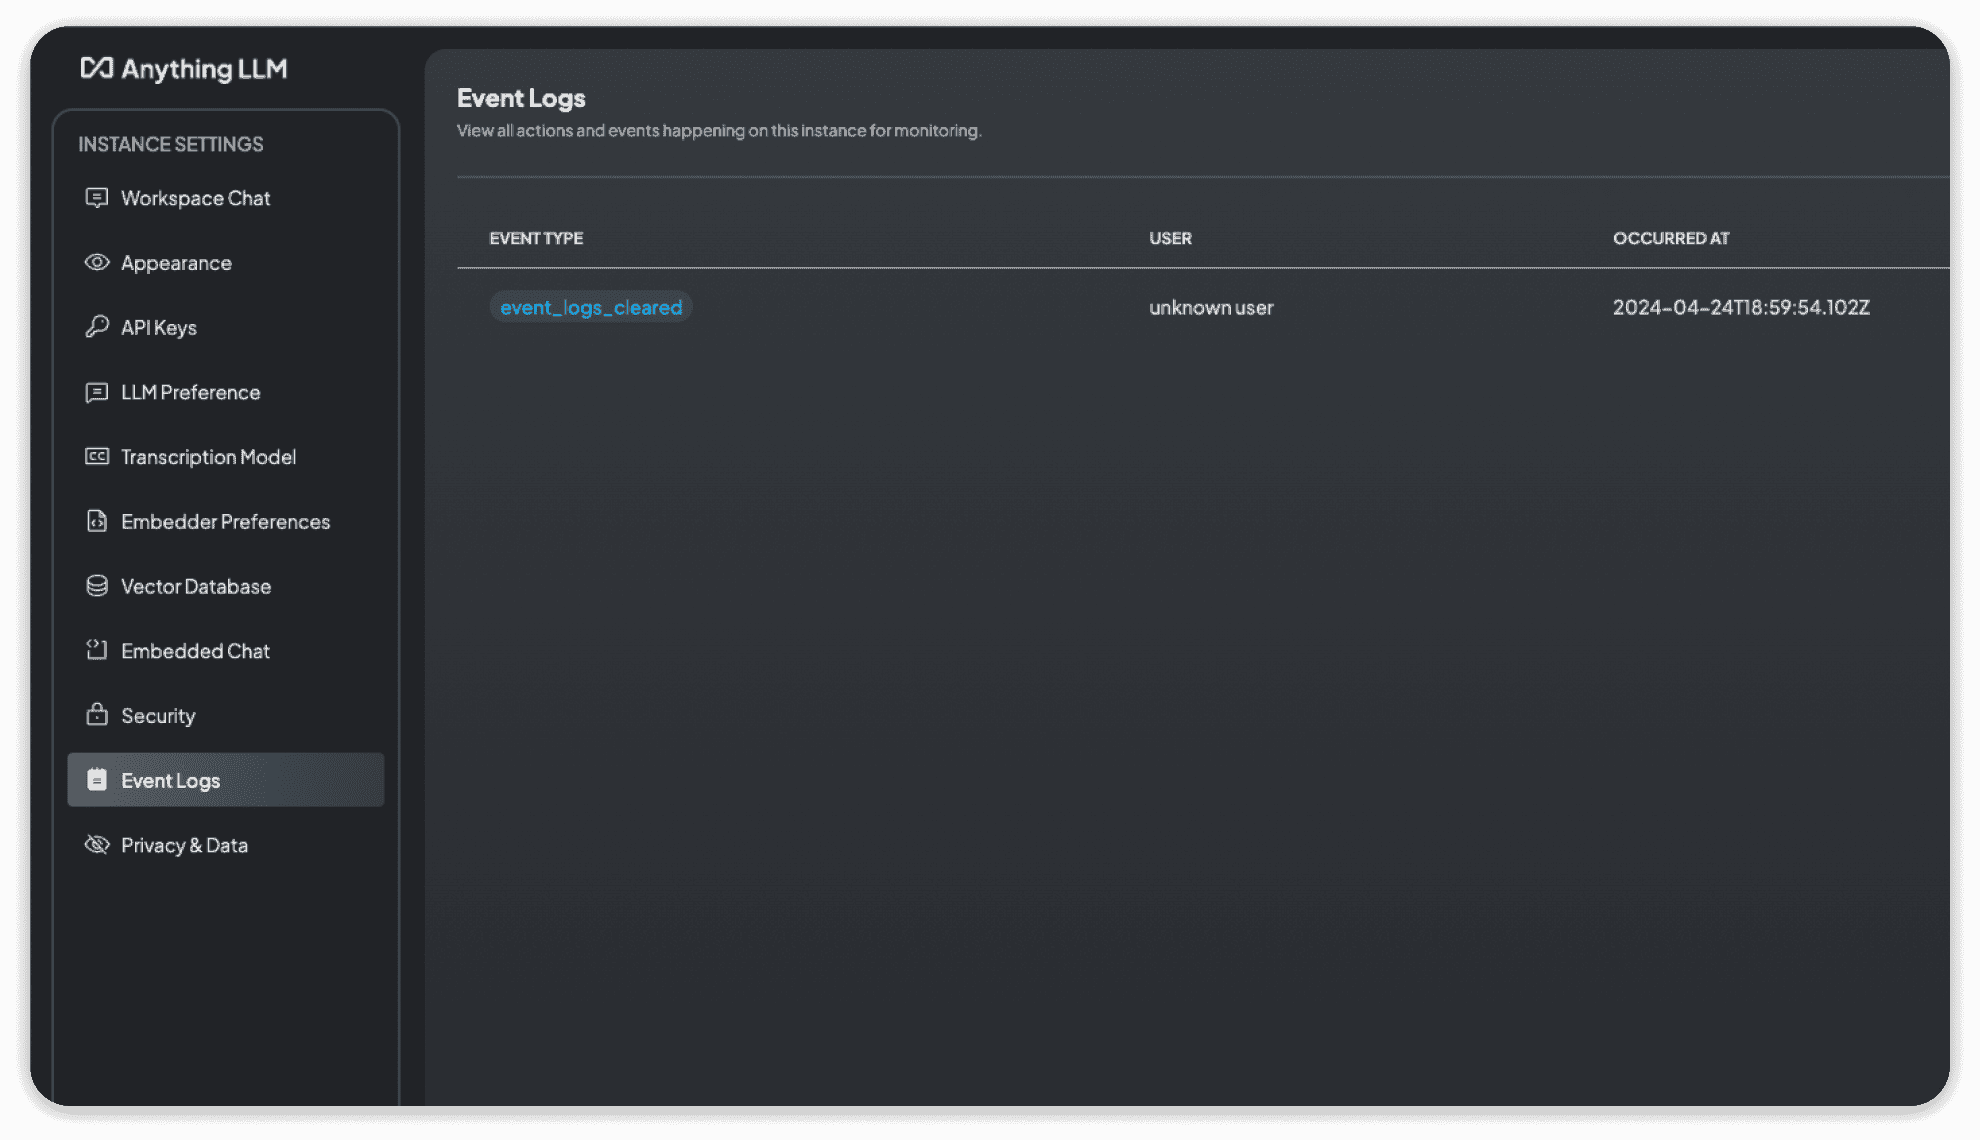 Anything LLM
INSTANCE SETTINGS
Workspace Chat
Appearance
API Keys
LLM Preference
Transcription Model
Embedder Preferences
Vector Database
Embedded Chat
Security
Event Logs
Privacy & Data
Event Logs
View all actions and events happening on this instance for monitoring.
EVENT TYPE USER OCCURRED AT
event_logs_cleared unknown user 2024-04-24T18:59:54.102Z